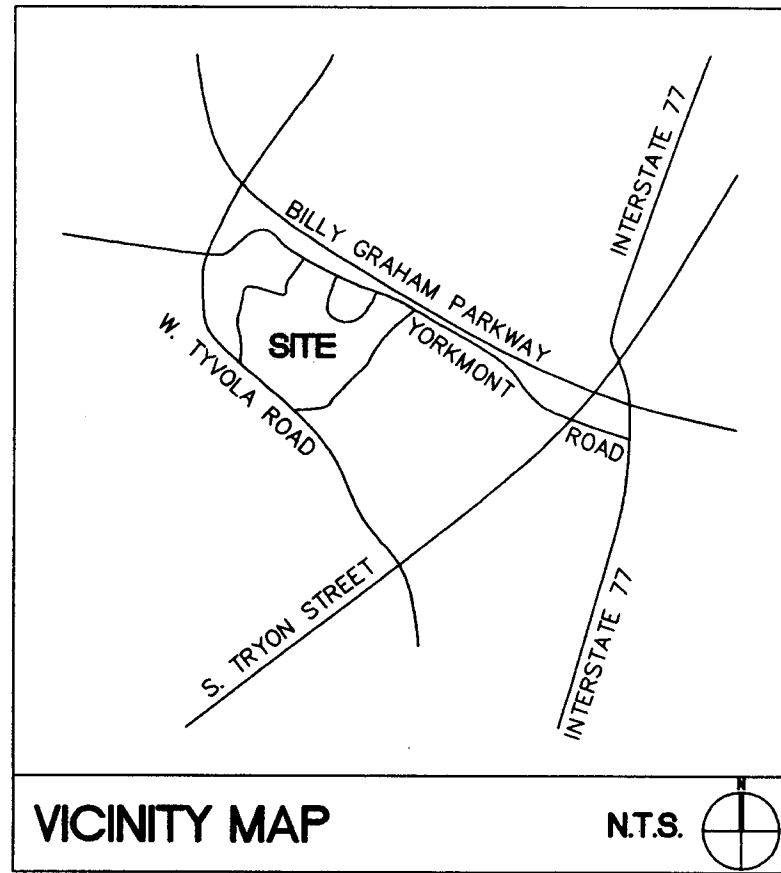 INTERSTATE 77
BILLY GRAHAM PARKWAY
W. TYVOLA ROAD
SITE
YORKMONT
ROAD
S. TRYON STREET
INTERSTATE 77
VICINITY MAP
N.T.S.
N